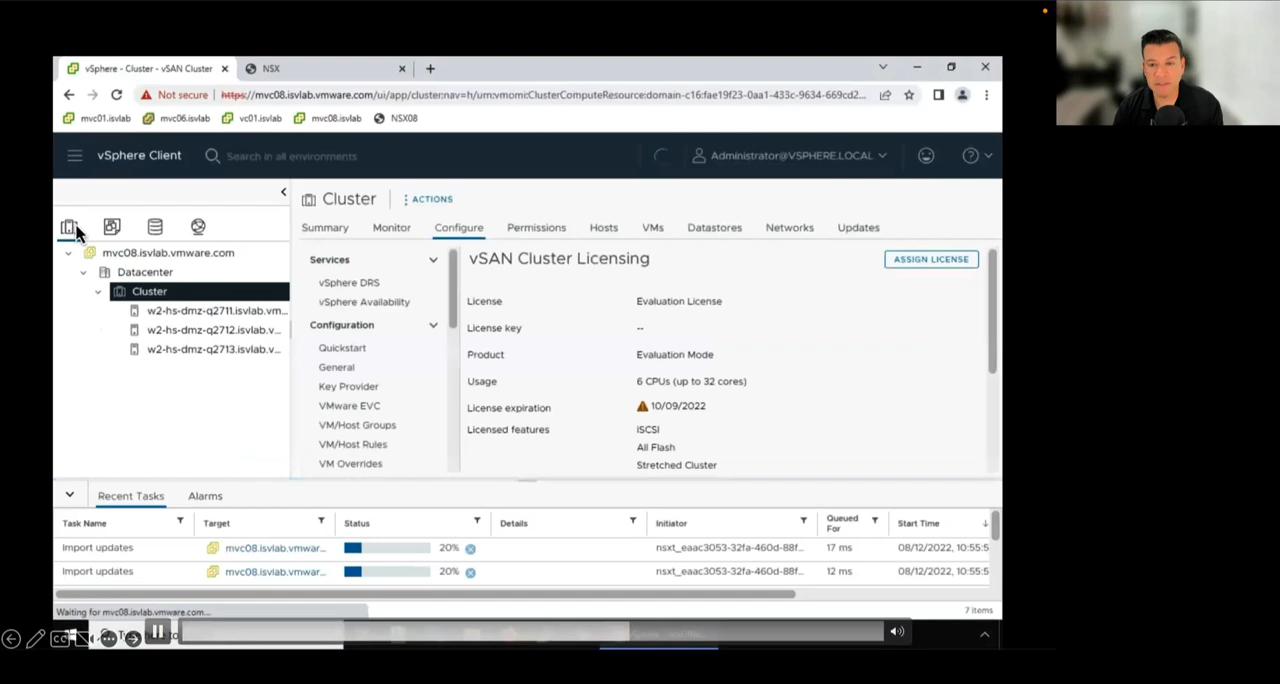 vSphere - Cluster - vSAN Cluster
NSX
Not secure https://mvc08.isvlab.vmware.com/ui/app/cluster;nav=h/urn:vmomi:ClusterComputeResource:domain-c16:fae19f23-0aa1-433c-9634-669cd2...
mvc01.isvlab mvc06.isvlab vc01.isvlab mvc08.isvlab NSX08
vSphere Client Search in all environments Administrator@VSPHERE.LOCAL
Cluster ACTIONS
Summary Monitor Configure Permissions Hosts VMs Datastores Networks Updates
mvc08.isvlab.vmware.com
Datacenter
Cluster
w2-hs-dmz-q2711.isvlab.vm...
w2-hs-dmz-q2712.isvlab.v...
w2-hs-dmz-q2713.isvlab.v...
Services
vSphere DRS
vSphere Availability
Configuration
Quickstart
General
Key Provider
VMware EVC
VM/Host Groups
VM/Host Rules
VM Overrides
vSAN Cluster Licensing ASSIGN LICENSE
License Evaluation License
License key --
Product Evaluation Mode
Usage 6 CPUs (up to 32 cores)
License expiration 10/09/2022
Licensed features iSCSI
All Flash
Stretched Cluster
Recent Tasks Alarms
Task Name Target Status Details Initiator Queued For Start Time
Import updates mvc08.isvlab.vmwar... 20% nsxt_eaac3053-32fa-460d-88f... 17 ms 08/12/2022, 10:55:5
Import updates mvc08.isvlab.vmwar... 20% nsxt_eaac3053-32fa-460d-88f... 12 ms 08/12/2022, 10:55:5
Waiting for mvc08.isvlab.vmware.com... 7 items
CC